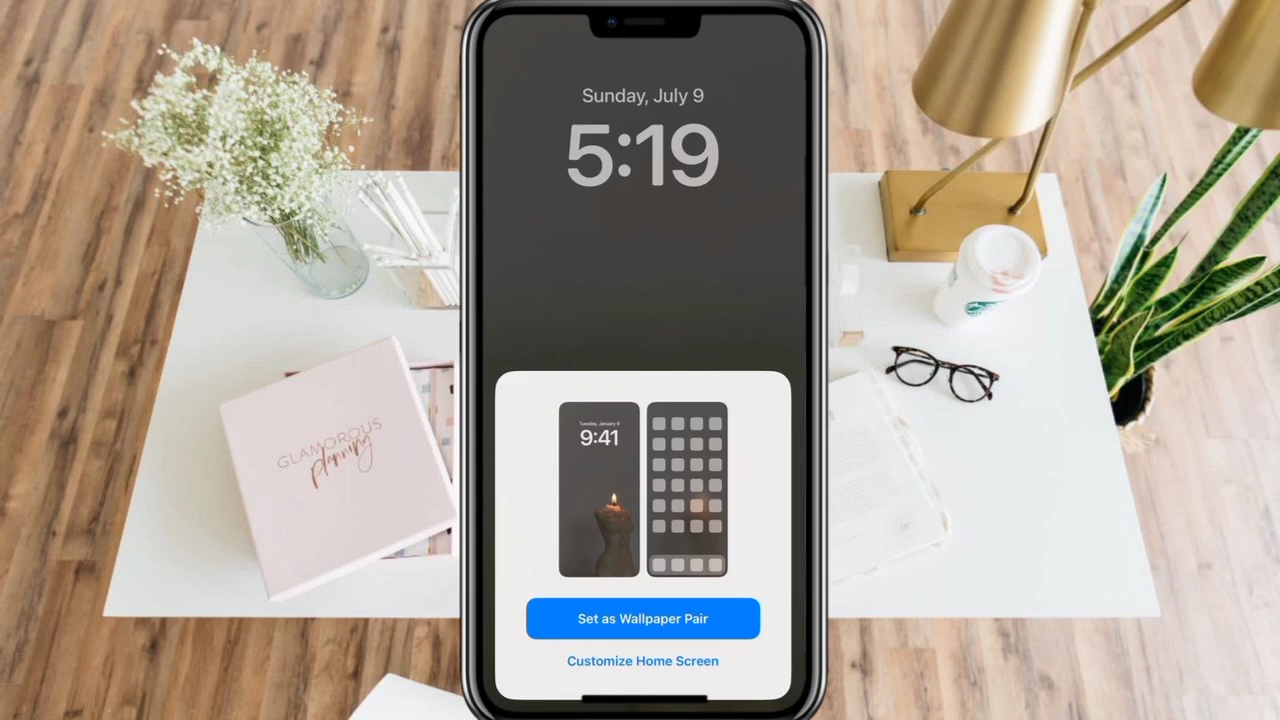 Sunday, July 9
5:19
GLAMOROUS
planning
Tuesday, January 9
9:41
Set as Wallpaper Pair
Customize Home Screen